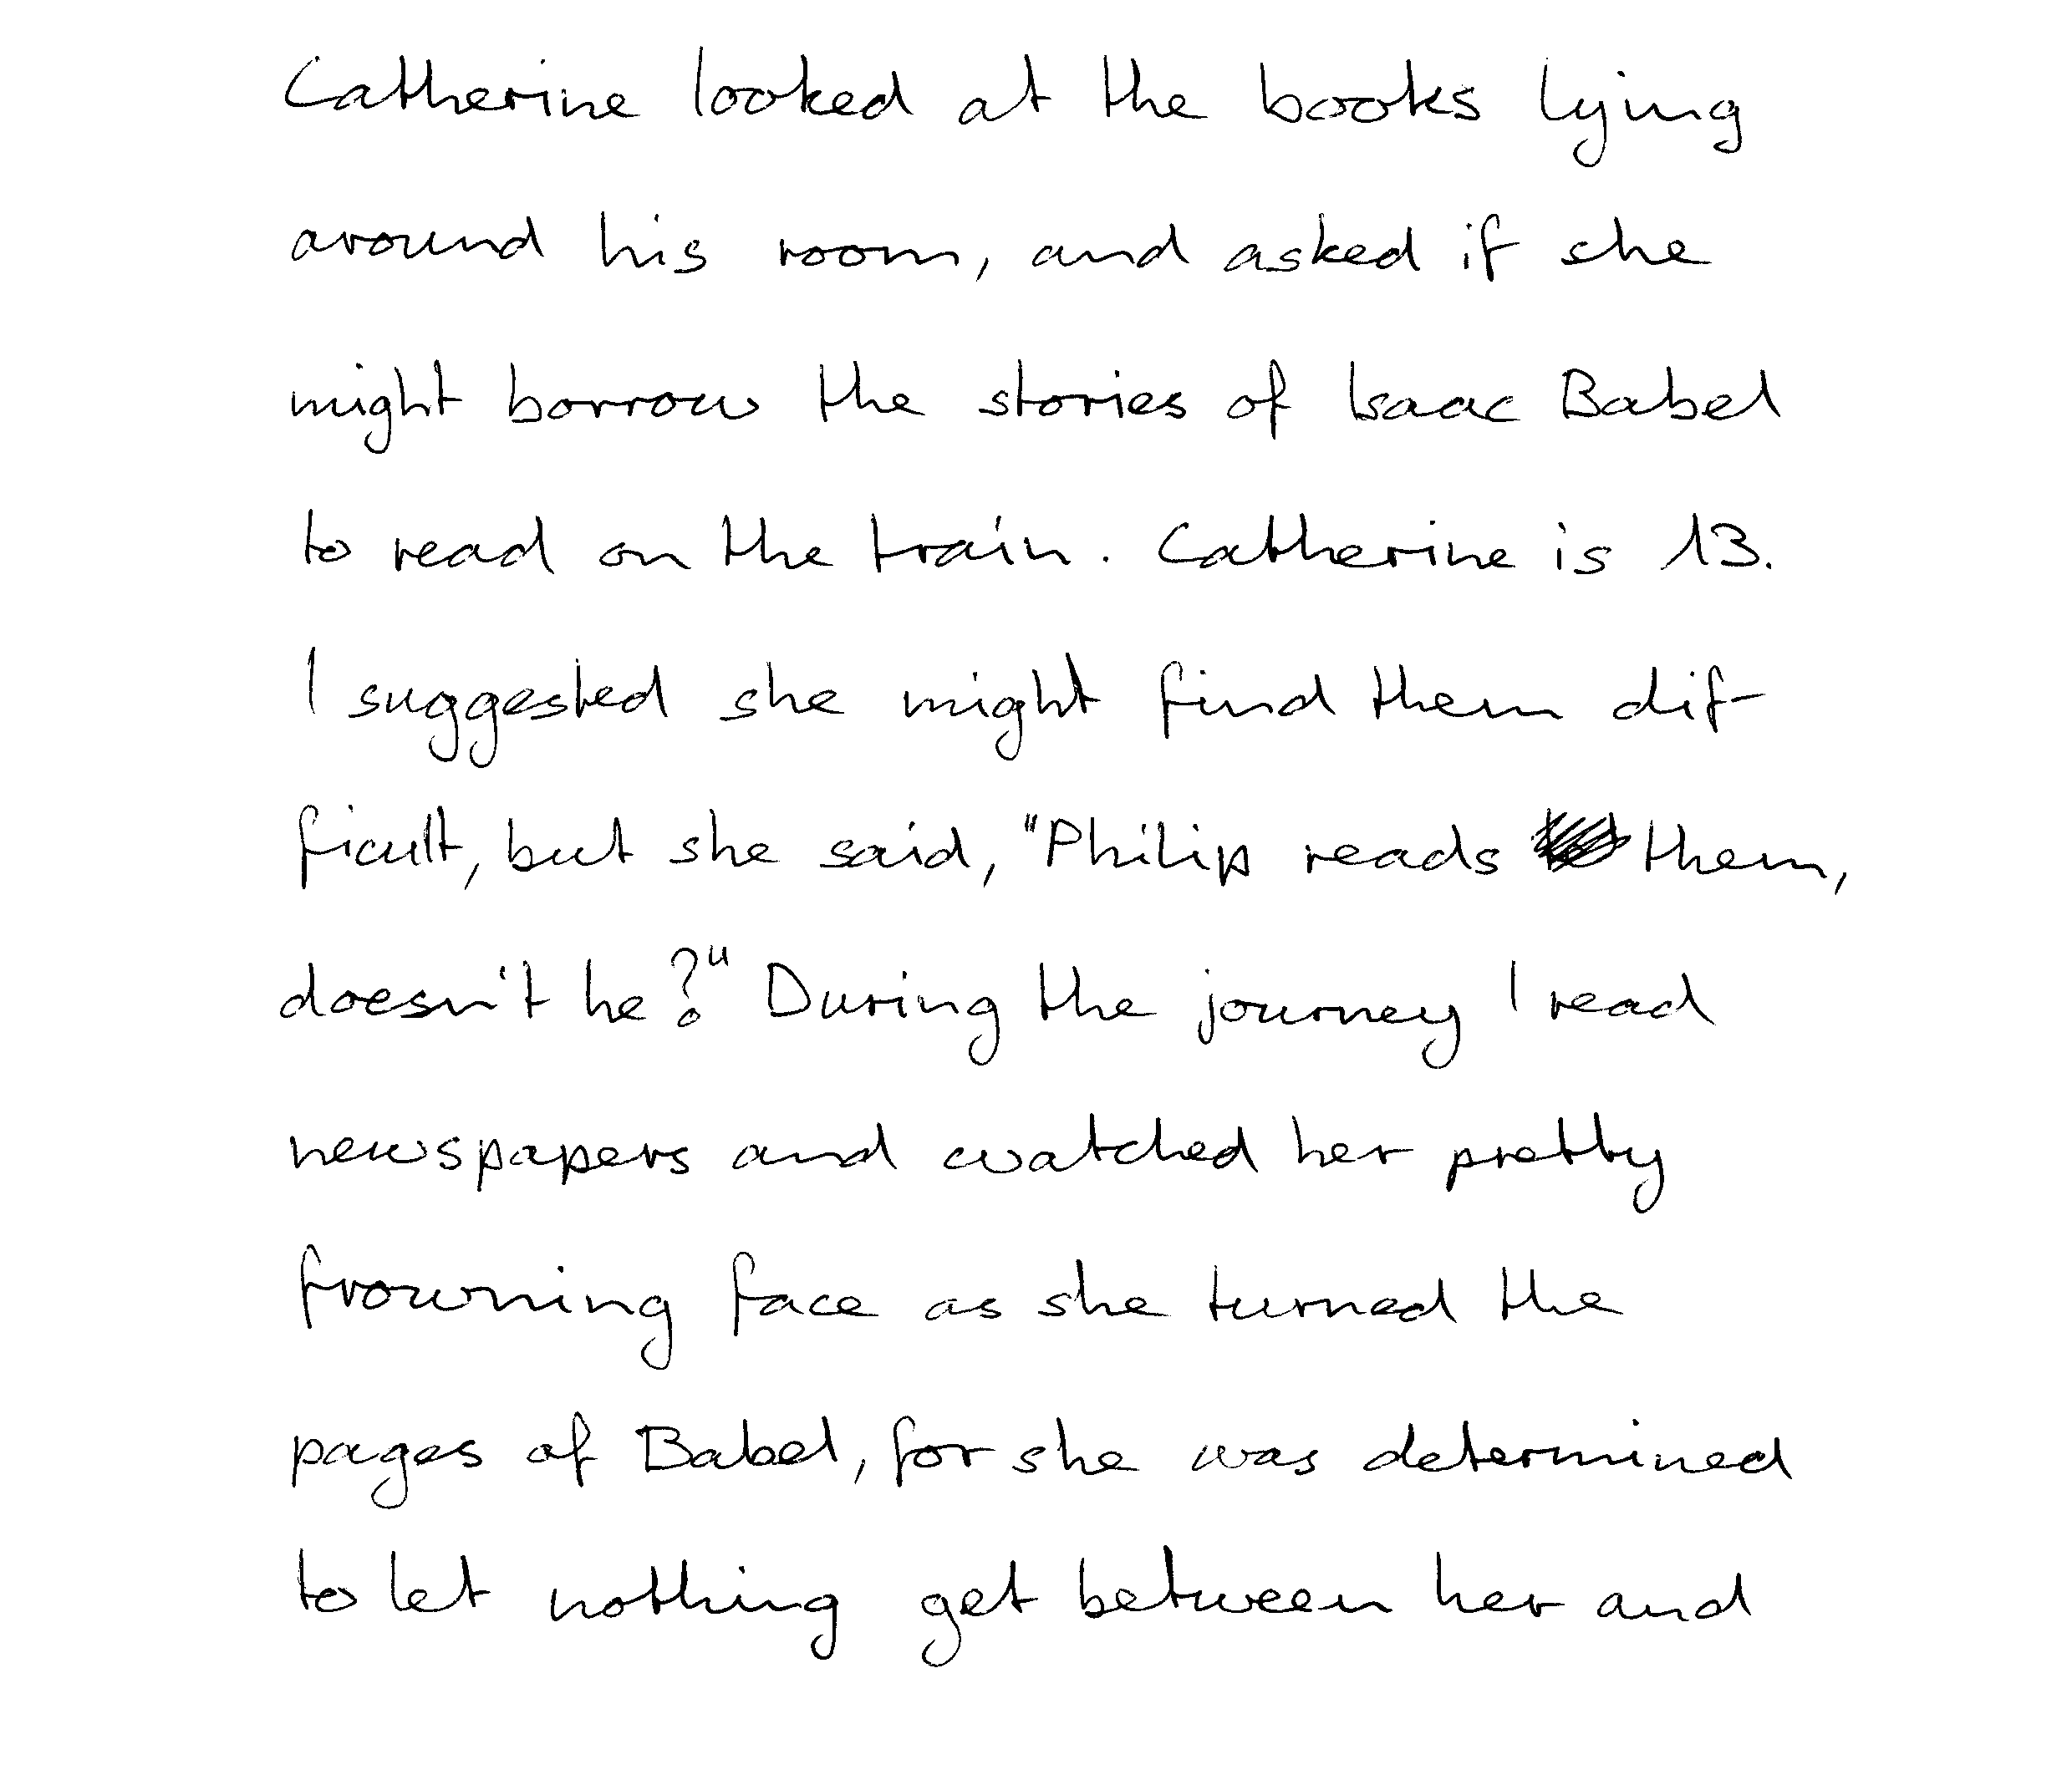 Catherine looked at the books lying
around his room, and asked if she
might borrow the stories of Isaac Babel
to read on the train. Catherine is 13.
I suggested she might find them dif-
ficult, but she said, "Philip reads them,
doesn't he?" During the journey I read
newspapers and watched her pretty
frowning face as she turned the
pages of Babel, for she was determined
to let nothing get between her and